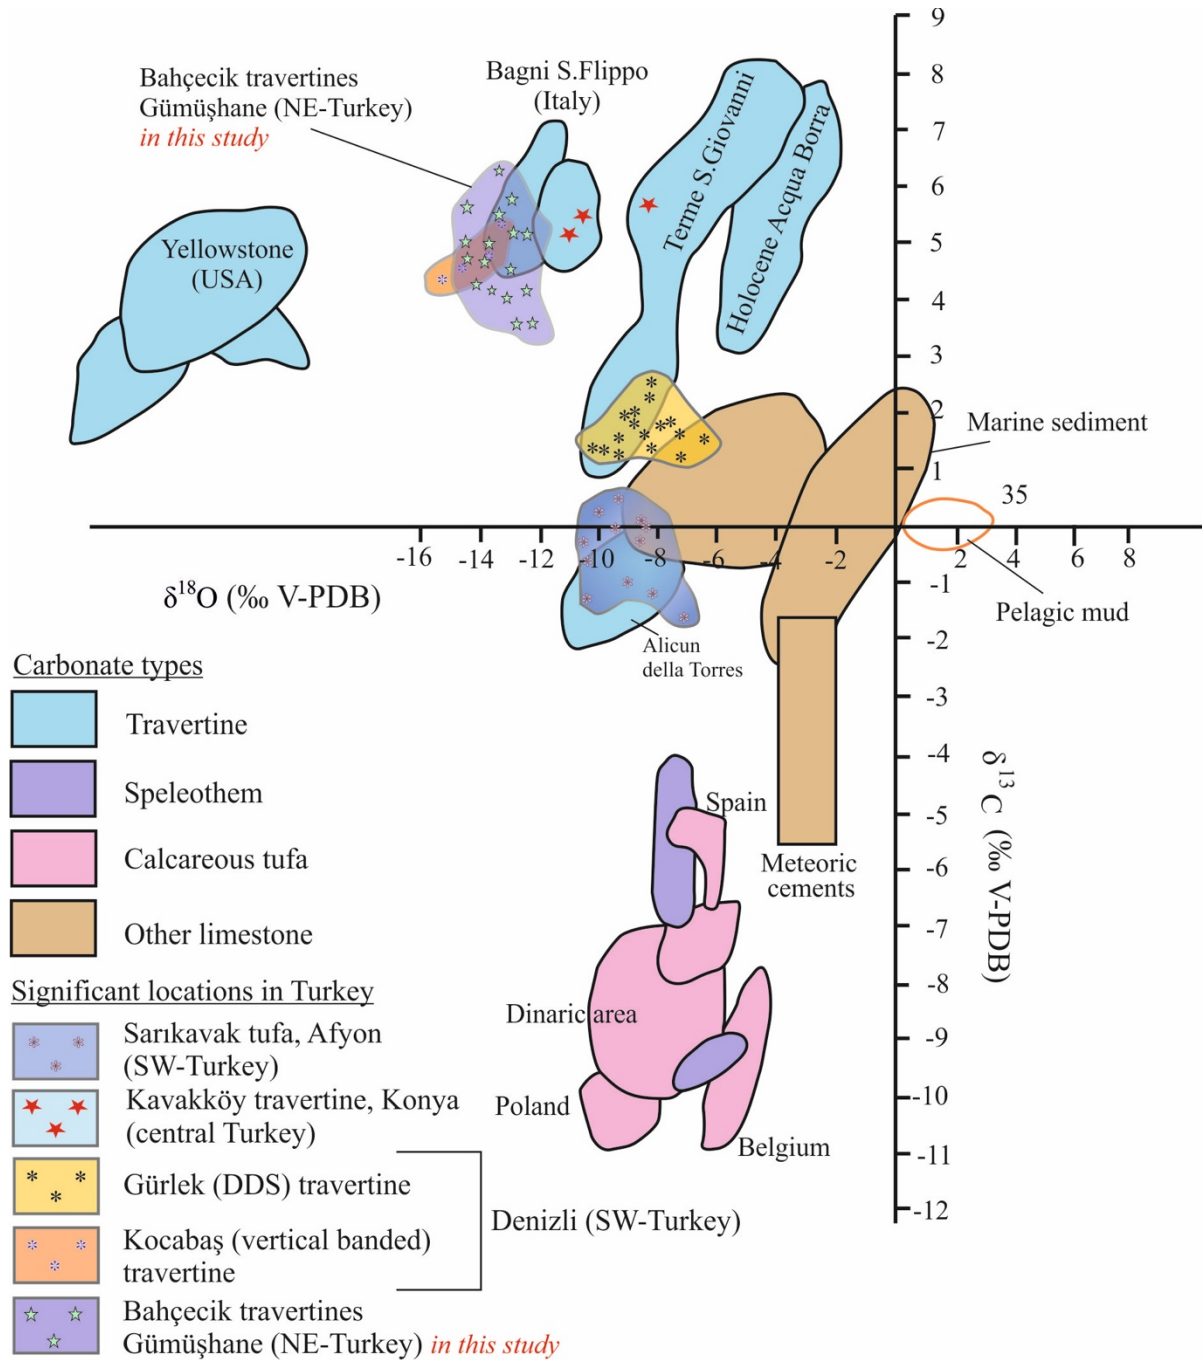 Bahçecik travertines
Gümüşhane (NE-Turkey)
in this study
Bagni S.Flippo
(Italy)
Terme S.Giovanni
Holocene Acqua Borra
Yellowstone
(USA)
9
8
7
6
5
4
3
2
1
Marine sediment
35
-16
-14
-12
-10
-8
-6
-4
-2
2
4
6
8
δ18O (‰ V-PDB)
Pelagic mud
Alicun
della Torres
-1
-2
-3
-4
-5
-6
-7
-8
-9
-10
-11
-12
δ13C (‰ V-PDB)
Spain
Meteoric
cements
Dinaric area
Poland
Belgium
Carbonate types
Travertine
Speleothem
Calcareous tufa
Other limestone
Significant locations in Turkey
Sarıkavak tufa, Afyon
(SW-Turkey)
Kavakköy travertine, Konya
(central Turkey)
Gürlek (DDS) travertine
Denizli (SW-Turkey)
Kocabaş (vertical banded)
travertine
Bahçecik travertines
Gümüşhane (NE-Turkey) in this study